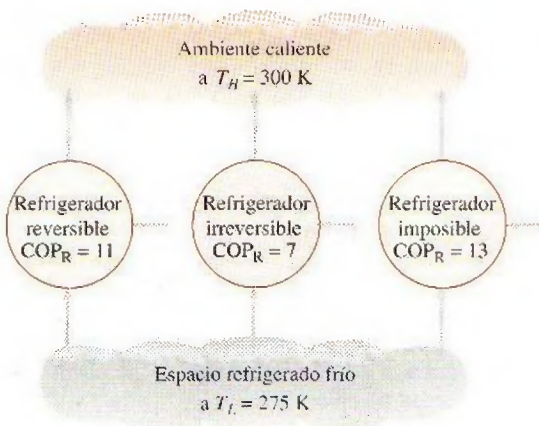 Ambiente caliente
a T_H = 300 K
Refrigerador
reversible
COP_R = 11
Refrigerador
irreversible
COP_R = 7
Refrigerador
imposible
COP_R = 13
Espacio refrigerado frío
a T_L = 275 K